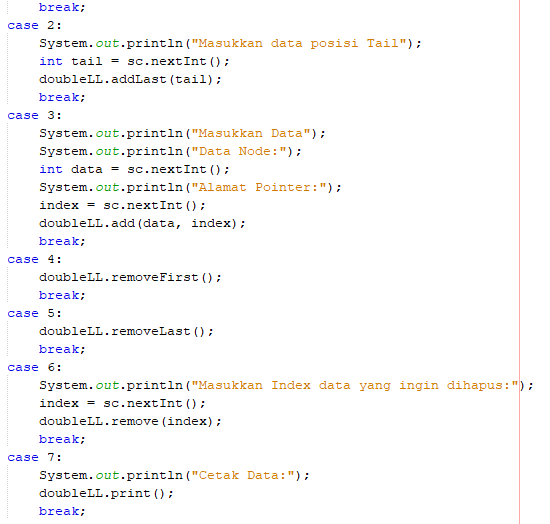 break;
case 2:
System.out.println("Masukkan data posisi Tail");
int tail = sc.nextInt();
doubleLL.addLast(tail);
break;
case 3:
System.out.println("Masukkan Data");
System.out.println("Data Node:");
int data = sc.nextInt();
System.out.println("Alamat Pointer:");
index = sc.nextInt();
doubleLL.add(data, index);
break;
case 4:
doubleLL.removeFirst();
break;
case 5:
doubleLL.removeLast();
break;
case 6:
System.out.println("Masukkan Index data yang ingin dihapus:");
index = sc.nextInt();
doubleLL.remove(index);
break;
case 7:
System.out.println("Cetak Data:");
doubleLL.print();
break;